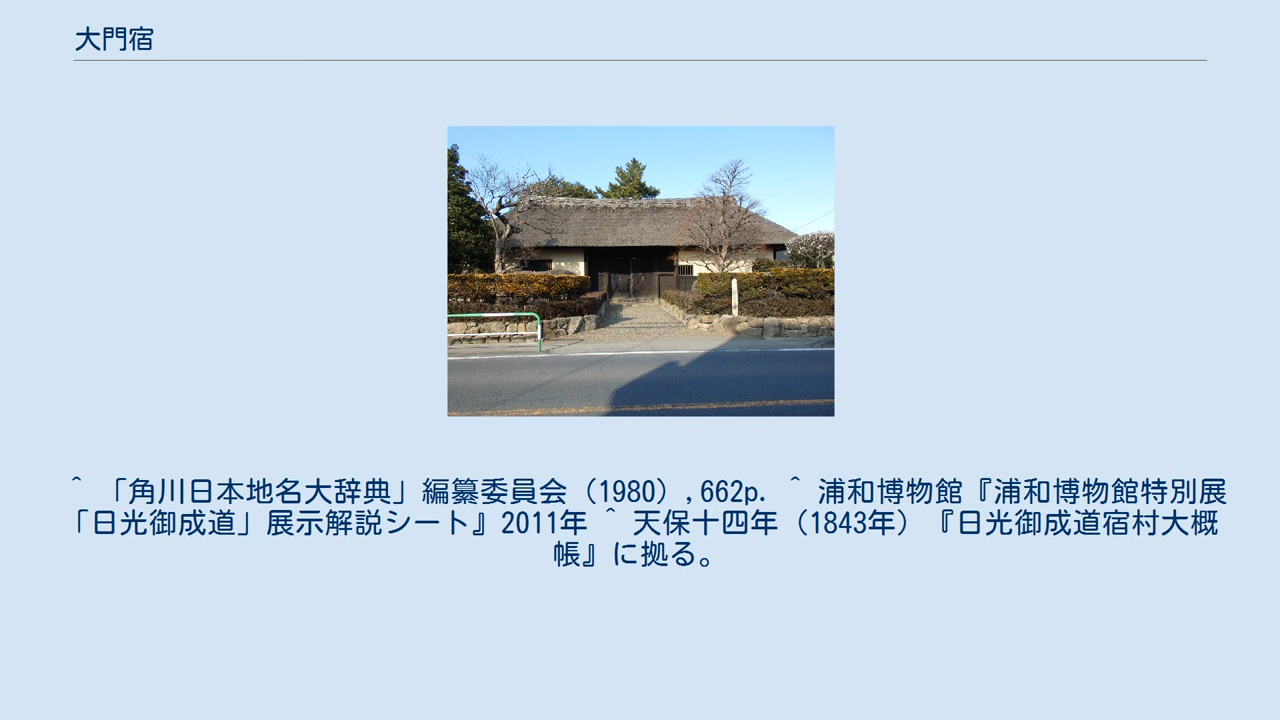 大門宿
^ 「角川日本地名大辞典」編纂委員会（1980）,662p. ^ 浦和博物館『浦和博物館特別展
「日光御成道」展示解説シート』2011年 ^ 天保十四年（1843年）『日光御成道宿村大概
帳』に拠る。